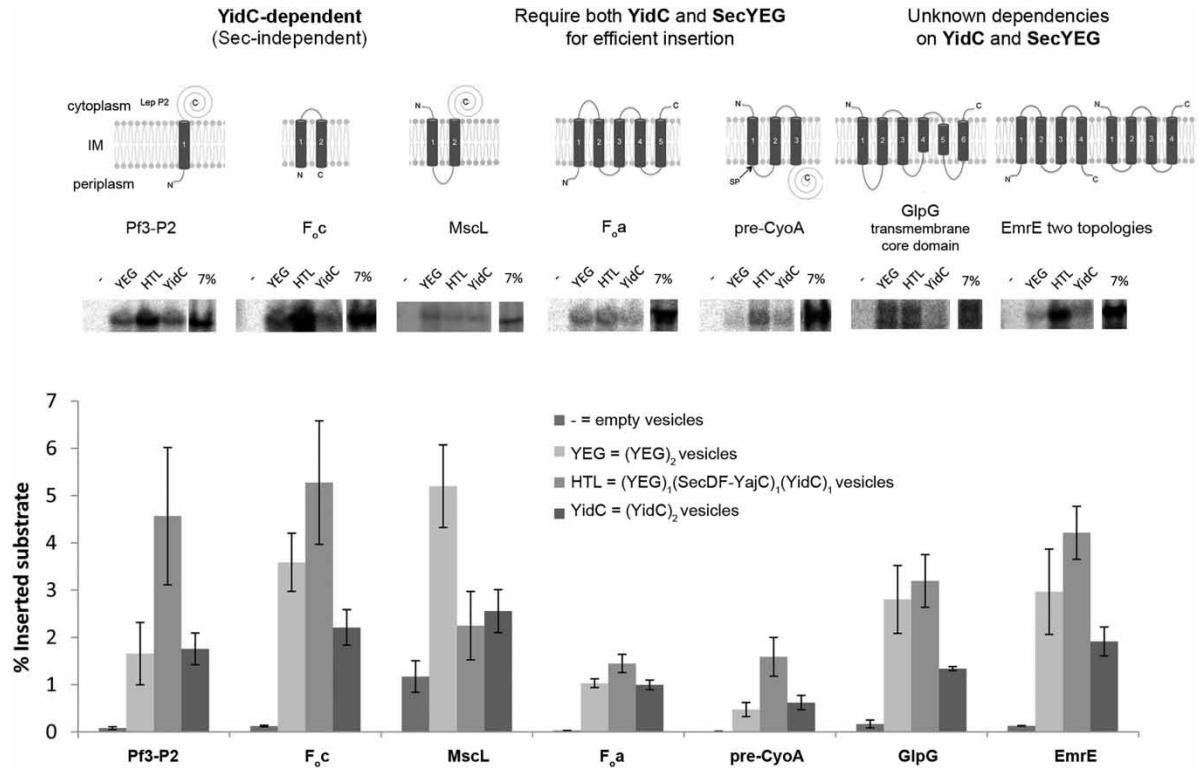 YidC-dependent
(Sec-independent)
Require both YidC and SecYEG
for efficient insertion
Unknown dependencies
on YidC and SecYEG
cytoplasm
IM
periplasm
Lep P2
C
1
N
1 2
N C
N
C
1 2
C
1 2 3 4 5
N
N
1 2 3
SP
C
N
C
1 2 3 4 5 6
1 2 3 4
N
C
N
C
1 2 3 4
Pf3-P2
Foc
MscL
Foa
pre-CyoA
GlpG
transmembrane
core domain
EmrE two topologies
- YEG HTL YidC 7%
- YEG HTL YidC 7%
- YEG HTL YidC 7%
- YEG HTL YidC 7%
- YEG HTL YidC 7%
- YEG HTL YidC
- YEG HTL YidC 7%
% Inserted substrate
7
6
5
4
3
2
1
0
- = empty vesicles
YEG = (YEG)2 vesicles
HTL = (YEG)1(SecDF-YajC)1(YidC)1 vesicles
YidC = (YidC)2 vesicles
Pf3-P2 Foc MscL Foa pre-CyoA GlpG EmrE